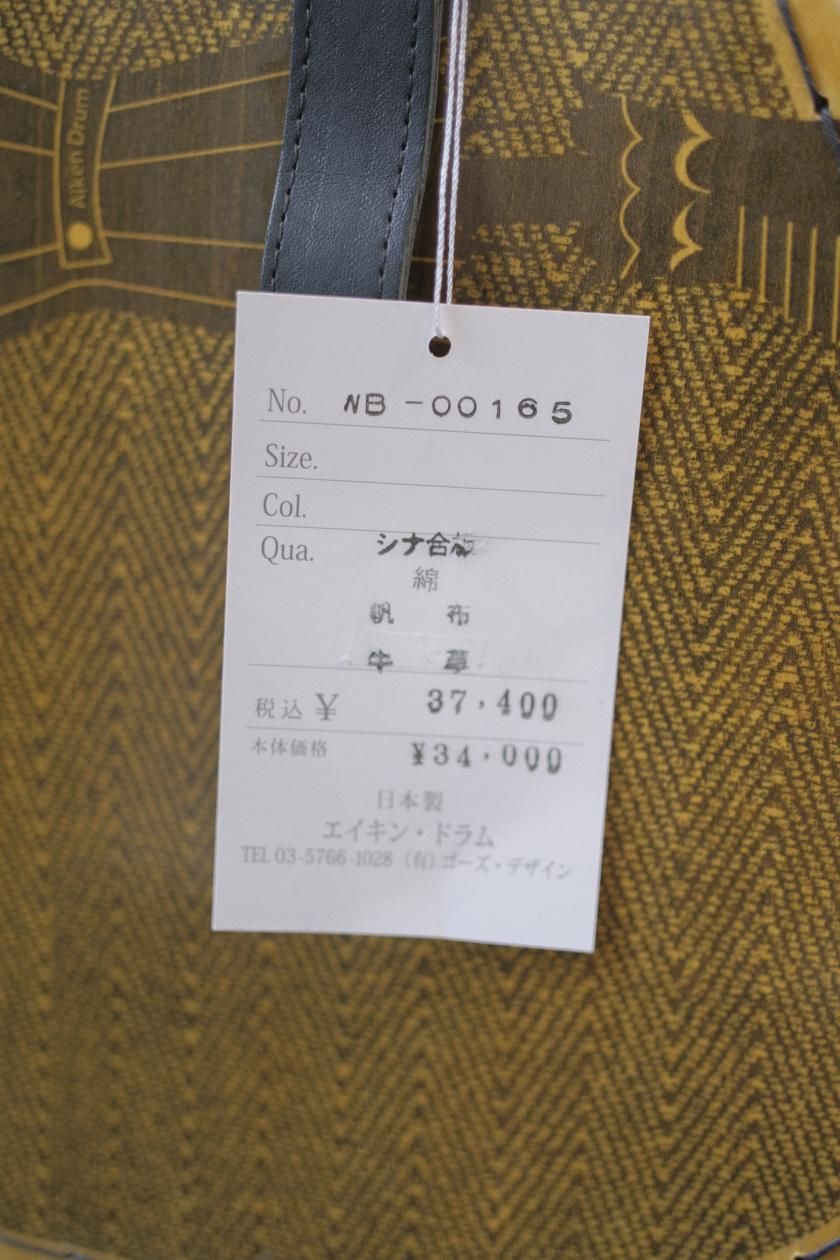 Aiken Drum
No. NB-00165
Size.
Col.
Qua. シナ合板
綿
帆 布
牛 革
税込 ¥ 37,400
本体価格 ¥34,000
日本製
エイキン・ドラム
TEL 03-5766-1028 (有)ゴーズ・デザイン